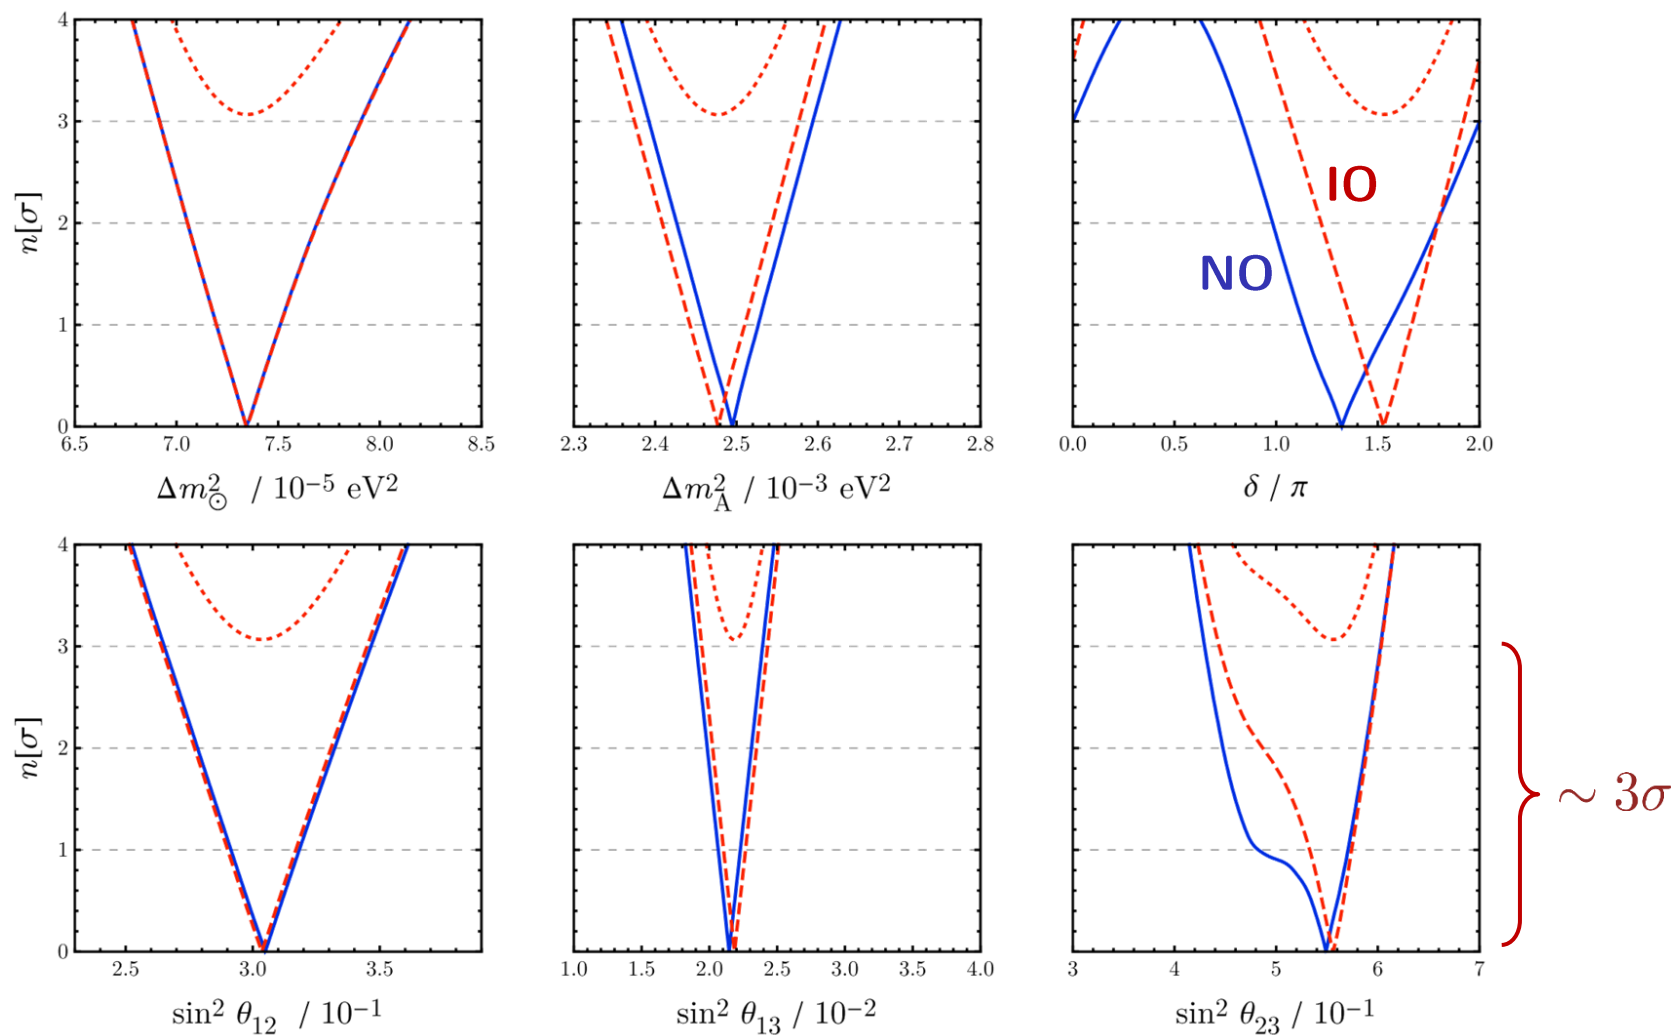 n[σ]
4
3
2
1
0
6.5 7.0 7.5 8.0 8.5
Δm²⊙ / 10⁻⁵ eV²
2.3 2.4 2.5 2.6 2.7 2.8
Δm²_A / 10⁻³ eV²
IO
NO
0.0 0.5 1.0 1.5 2.0
δ / π
n[σ]
4
3
2
1
0
2.5 3.0 3.5
sin² θ₁₂ / 10⁻¹
1.0 1.5 2.0 2.5 3.0 3.5 4.0
sin² θ₁₃ / 10⁻²
3 4 5 6 7
sin² θ₂₃ / 10⁻¹
∼ 3σ